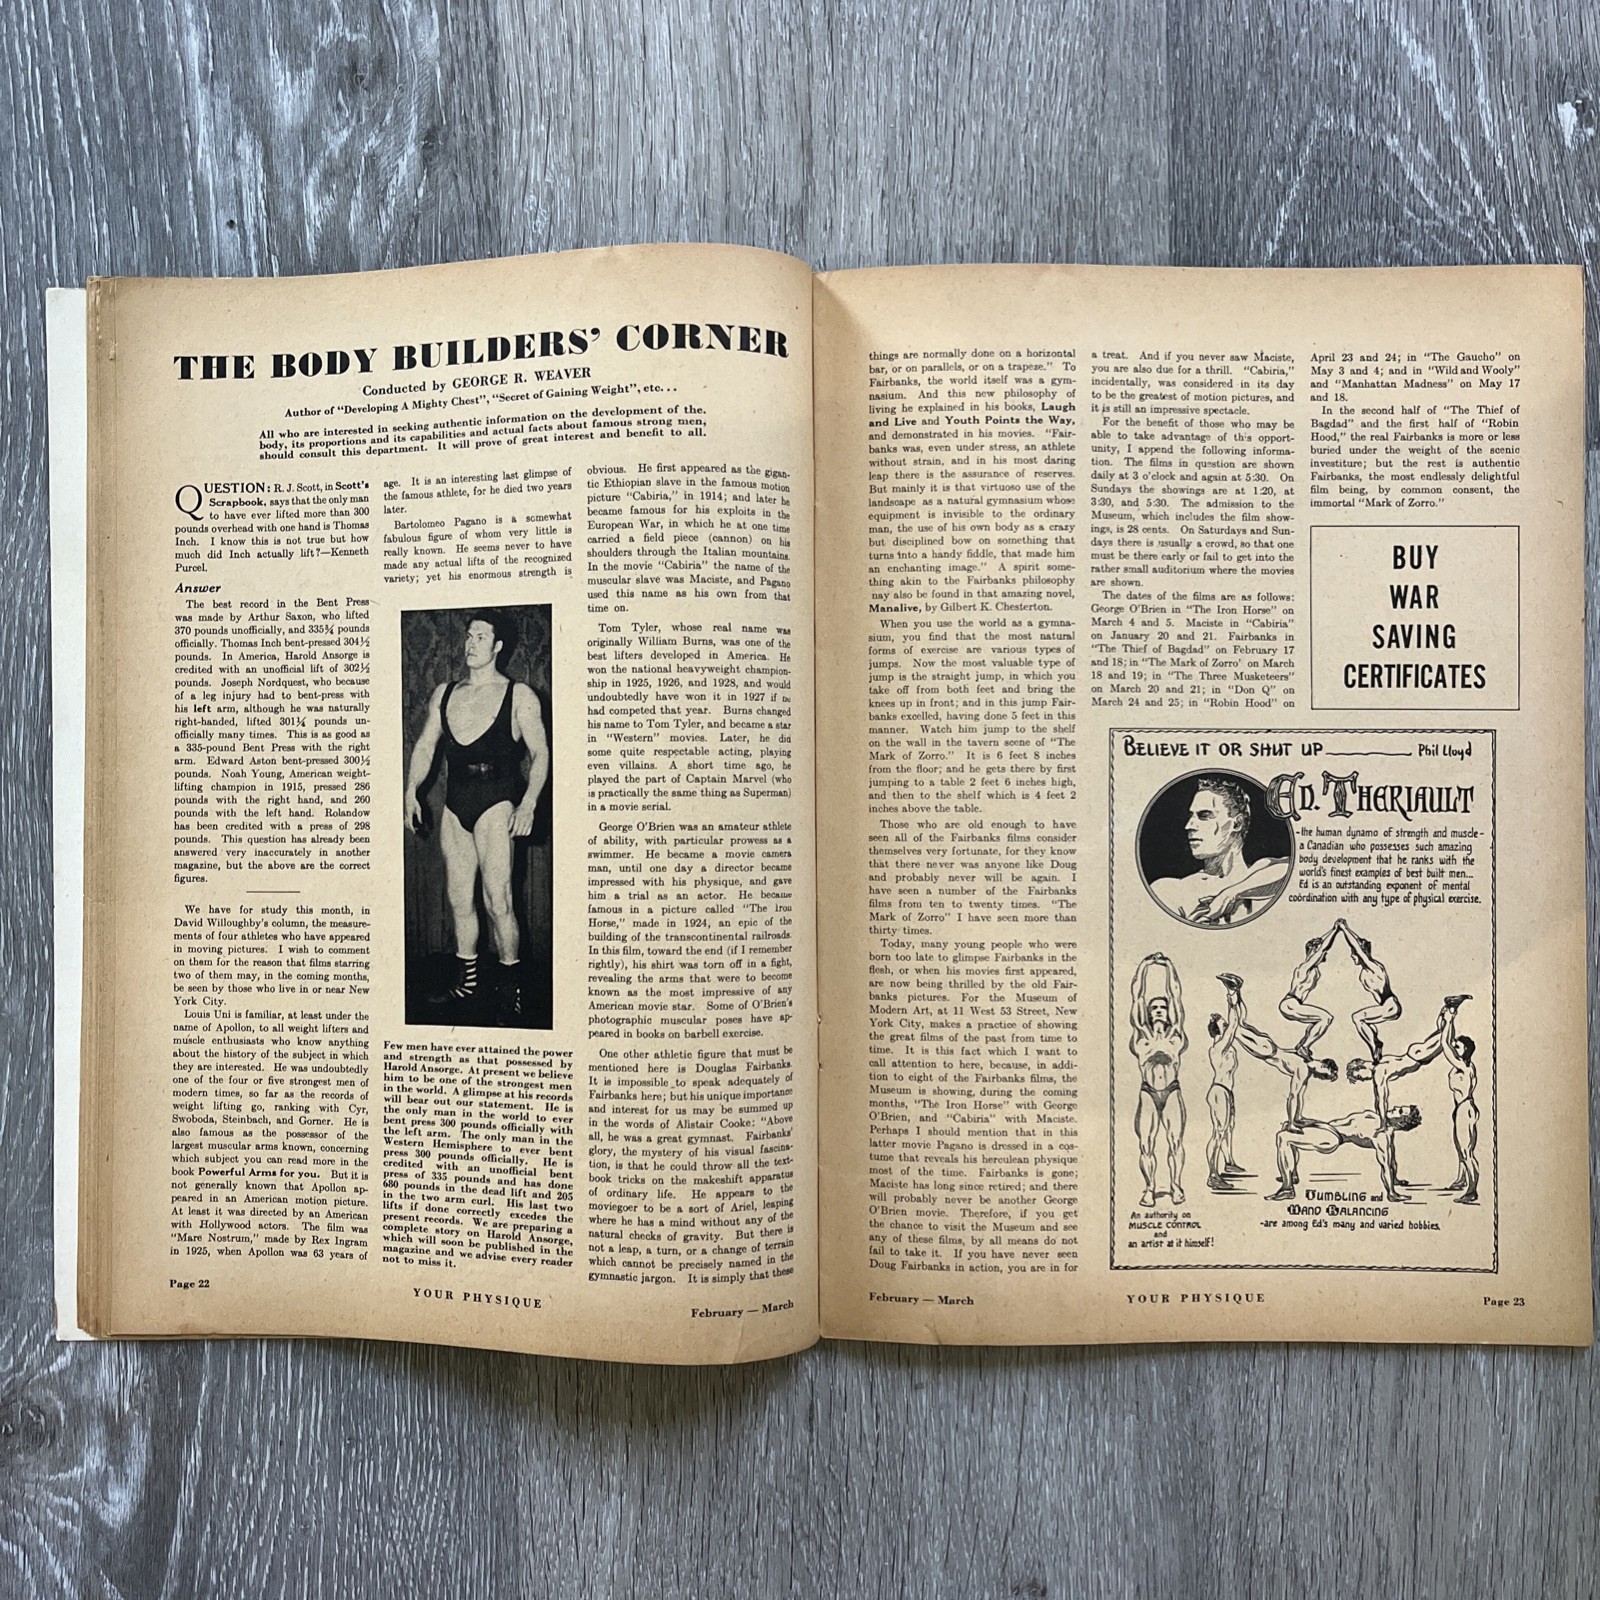 THE BODY BUILDERS' CORNER
Conducted by GEORGE R. WEAVER
Author of "Developing A Mighty Chest", "Secret of Gaining Weight", etc...
All who are interested in seeking authentic information on the development of the.
body, its proportions and its capabilities and actual facts about famous strong men,
should consult this department. It will prove of great interest and benefit to all.
QUESTION: R. J. Scott, in Scott's
Scrapbook, says that the only man
to have ever lifted more than 300
pounds overhead with one hand is Thomas
Inch. I know this is not true but how
much did Inch actually lift?—Kenneth
Purcel.
Answer
The best record in the Bent Press
was made by Arthur Saxon, who lifted
370 pounds unofficially, and 335¾ pounds
officially. Thomas Inch bent-pressed 304½
pounds. In America, Harold Ansorge is
credited with an unofficial lift of 302½
pounds. Joseph Nordquest, who because
of a leg injury had to bent-press with
his left arm, although he was naturally
right-handed, lifted 301¼ pounds un-
officially many times. This is as good as
a 335-pound Bent Press with the right
arm. Edward Aston bent-pressed 300½
pounds. Noah Young, American weight-
lifting champion in 1915, pressed 286
pounds with the right hand, and 260
pounds with the left hand. Rolandow
has been credited with a press of 298
pounds. This question has already been
answered very inaccurately in another
magazine, but the above are the correct
figures.
We have for study this month, in
David Willoughby's column, the measure-
ments of four athletes who have appeared
in moving pictures. I wish to comment
on them for the reason that films starring
two of them may, in the coming months,
be seen by those who live in or near New
York City.
Louis Uni is familiar, at least under the
name of Apollon, to all weight lifters and
muscle enthusiasts who know anything
about the history of the subject in which
they are interested. He was undoubtedly
one of the four or five strongest men of
modern times, so far as the records of
weight lifting go, ranking with Cyr,
Swoboda, Steinbach, and Gorner. He is
also famous as the possessor of the
largest muscular arms known, concerning
which subject you can read more in the
book Powerful Arms for you. But it is
not generally known that Apollon ap-
peared in an American motion picture.
At least it was directed by an American
with Hollywood actors. The film was
"Mare Nostrum," made by Rex Ingram
in 1925, when Apollon was 63 years of
age. It is an interesting last glimpse of
the famous athlete, for he died two years
later.
Bartolomeo Pagano is a somewhat
fabulous figure of whom very little is
really known. He seems never to have
made any actual lifts of the recognized
variety; yet his enormous strength is
Few men have ever attained the power
and strength as that possessed by
Harold Ansorge. At present we believe
him to be one of the strongest men
in the world. A glimpse at his records
will bear out our statement. He is
the only man in the world to ever
bent press 300 pounds officially with
the left arm. The only man in the
Western Hemisphere to ever bent
press 300 pounds officially. He is
credited with an unofficial bent
press of 335 pounds and has done
680 pounds in the dead lift and 205
in the two arm curl. His last two
lifts if done correctly excedes the
present records. We are preparing a
complete story on Harold Ansorge,
which will soon be published in the
magazine and we advise every reader
not to miss it.
obvious. He first appeared as the gigan-
tic Ethiopian slave in the famous motion
picture "Cabiria," in 1914; and later he
became famous for his exploits in the
European War, in which he at one time
carried a field piece (cannon) on his
shoulders through the Italian mountains.
In the movie "Cabiria" the name of the
muscular slave was Maciste, and Pagano
used this name as his own from that
time on.
Tom Tyler, whose real name was
originally William Burns, was one of the
best lifters developed in America. He
won the national heavyweight champion-
ship in 1925, 1926, and 1928, and would
undoubtedly have won it in 1927 if he
had competed that year. Burns changed
his name to Tom Tyler, and became a star
in "Western" movies. Later, he did
some quite respectable acting, playing
even villains. A short time ago, he
played the part of Captain Marvel (who
is practically the same thing as Superman)
in a movie serial.
George O'Brien was an amateur athlete
of ability, with particular prowess as a
swimmer. He became a movie camera
man, until one day a director became
impressed with his physique, and gave
him a trial as an actor. He became
famous in a picture called "The Iron
Horse," made in 1924, an epic of the
building of the transcontinental railroads.
In this film, toward the end (if I remember
rightly), his shirt was torn off in a fight,
revealing the arms that were to become
known as the most impressive of any
American movie star. Some of O'Brien's
photographic muscular poses have ap-
peared in books on barbell exercise.
One other athletic figure that must be
mentioned here is Douglas Fairbanks.
It is impossible to speak adequately of
Fairbanks here; but his unique importance
and interest for us may be summed up
in the words of Alistair Cooke: "Above
all, he was a great gymnast. Fairbanks'
glory, the mystery of his visual fascina-
tion, is that he could throw all the text-
book tricks on the makeshift apparatus
of ordinary life. He appears to the
moviegoer to be a sort of Ariel, leaping
where he has a mind without any of the
natural checks of gravity. But there is
not a leap, a turn, or a change of terrain
which cannot be precisely named in the
gymnastic jargon. It is simply that these
Page 22
YOUR PHYSIQUE
February — March
things are normally done on a horizontal
bar, or on parallels, or on a trapeze." To
Fairbanks, the world itself was a gym-
nasium. And this new philosophy of
living he explained in his books, Laugh
and Live and Youth Points the Way,
and demonstrated in his movies. "Fair-
banks was, even under stress, an athlete
without strain, and in his most daring
leap there is the assurance of reserves.
But mainly it is that virtuoso use of the
landscape as a natural gymnasium whose
equipment is invisible to the ordinary
man, the use of his own body as a crazy
but disciplined bow on something that
turns into a handy fiddle, that made him
an enchanting image." A spirit some-
thing akin to the Fairbanks philosophy
may also be found in that amazing novel,
Manalive, by Gilbert K. Chesterton.
When you use the world as a gymna-
sium, you find that the most natural
forms of exercise are various types of
jumps. Now the most valuable type of
jump is the straight jump, in which you
take off from both feet and bring the
knees up in front; and in this jump Fair-
banks excelled, having done 5 feet in this
manner. Watch him jump to the shelf
on the wall in the tavern scene of "The
Mark of Zorro." It is 6 feet 8 inches
from the floor; and he gets there by first
jumping to a table 2 feet 6 inches high,
and then to the shelf which is 4 feet 2
inches above the table.
Those who are old enough to have
seen all of the Fairbanks films consider
themselves very fortunate, for they know
that there never was anyone like Doug
and probably never will be again. I
have seen a number of the Fairbanks
films from ten to twenty times. "The
Mark of Zorro" I have seen more than
thirty times.
Today, many young people who were
born too late to glimpse Fairbanks in the
flesh, or when his movies first appeared,
are now being thrilled by the old Fair-
banks pictures. For the Museum of
Modern Art, at 11 West 53 Street, New
York City, makes a practice of showing
the great films of the past from time to
time. It is this fact which I want to
call attention to here, because, in addi-
tion to eight of the Fairbanks films, the
Museum is showing, during the coming
months, "The Iron Horse" with George
O'Brien, and "Cabiria" with Maciste.
Perhaps I should mention that in this
latter movie Pagano is dressed in a cos-
tume that reveals his herculean physique
most of the time. Fairbanks is gone;
Maciste has long since retired; and there
will probably never be another George
O'Brien movie. Therefore, if you get
the chance to visit the Museum and see
any of these films, by all means do not
fail to take it. If you have never seen
Doug Fairbanks in action, you are in for
a treat. And if you never saw Maciste,
you are also due for a thrill. "Cabiria,"
incidentally, was considered in its day
to be the greatest of motion pictures, and
it is still an impressive spectacle.
For the benefit of those who may be
able to take advantage of this opport-
unity, I append the following informa-
tion. The films in question are shown
daily at 3 o'clock and again at 5:30. On
Sundays the showings are at 1:20, at
3:30, and 5:30. The admission to the
Museum, which includes the film show-
ings, is 28 cents. On Saturdays and Sun-
days there is usually a crowd, so that one
must be there early or fail to get into the
rather small auditorium where the movies
are shown.
The dates of the films are as follows:
George O'Brien in "The Iron Horse" on
March 4 and 5. Maciste in "Cabiria"
on January 20 and 21. Fairbanks in
"The Thief of Bagdad" on February 17
and 18; in "The Mark of Zorro' on March
18 and 19; in "The Three Musketeers"
on March 20 and 21; in "Don Q" on
March 24 and 25; in "Robin Hood" on
April 23 and 24; in "The Gaucho" on
May 3 and 4; and in "Wild and Wooly"
and "Manhattan Madness" on May 17
and 18.
In the second half of "The Thief of
Bagdad" and the first half of "Robin
Hood," the real Fairbanks is more or less
buried under the weight of the scenic
investiture; but the rest is authentic
Fairbanks, the most endlessly delightful
film being, by common consent, the
immortal "Mark of Zorro."
BUY
WAR
SAVING
CERTIFICATES
BELIEVE IT OR SHUT UP Phil Lloyd
ED. THERIAULT
-the human dynamo of strength and muscle-
a Canadian who possesses such amazing
body development that he ranks with the
world's finest examples of best built men...
Ed is an outstanding exponent of mental
coordination with any type of physical exercise.
An authority on
MUSCLE CONTROL
and
an artist at it himself!
TUMBLING and
HAND BALANCING
-are among Ed's many and varied hobbies.
February — March
YOUR PHYSIQUE
Page 23